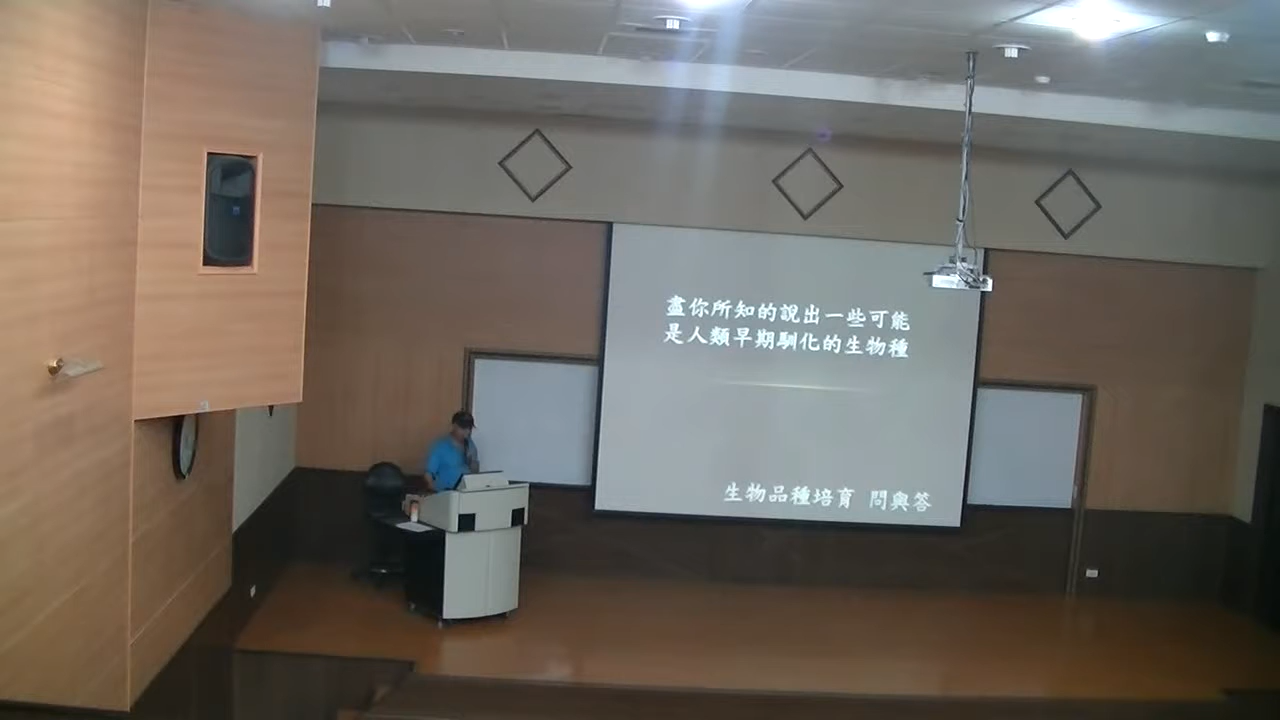 盡你所知的說出一些可能
是人類早期馴化的生物種
生物品種培育 問與答